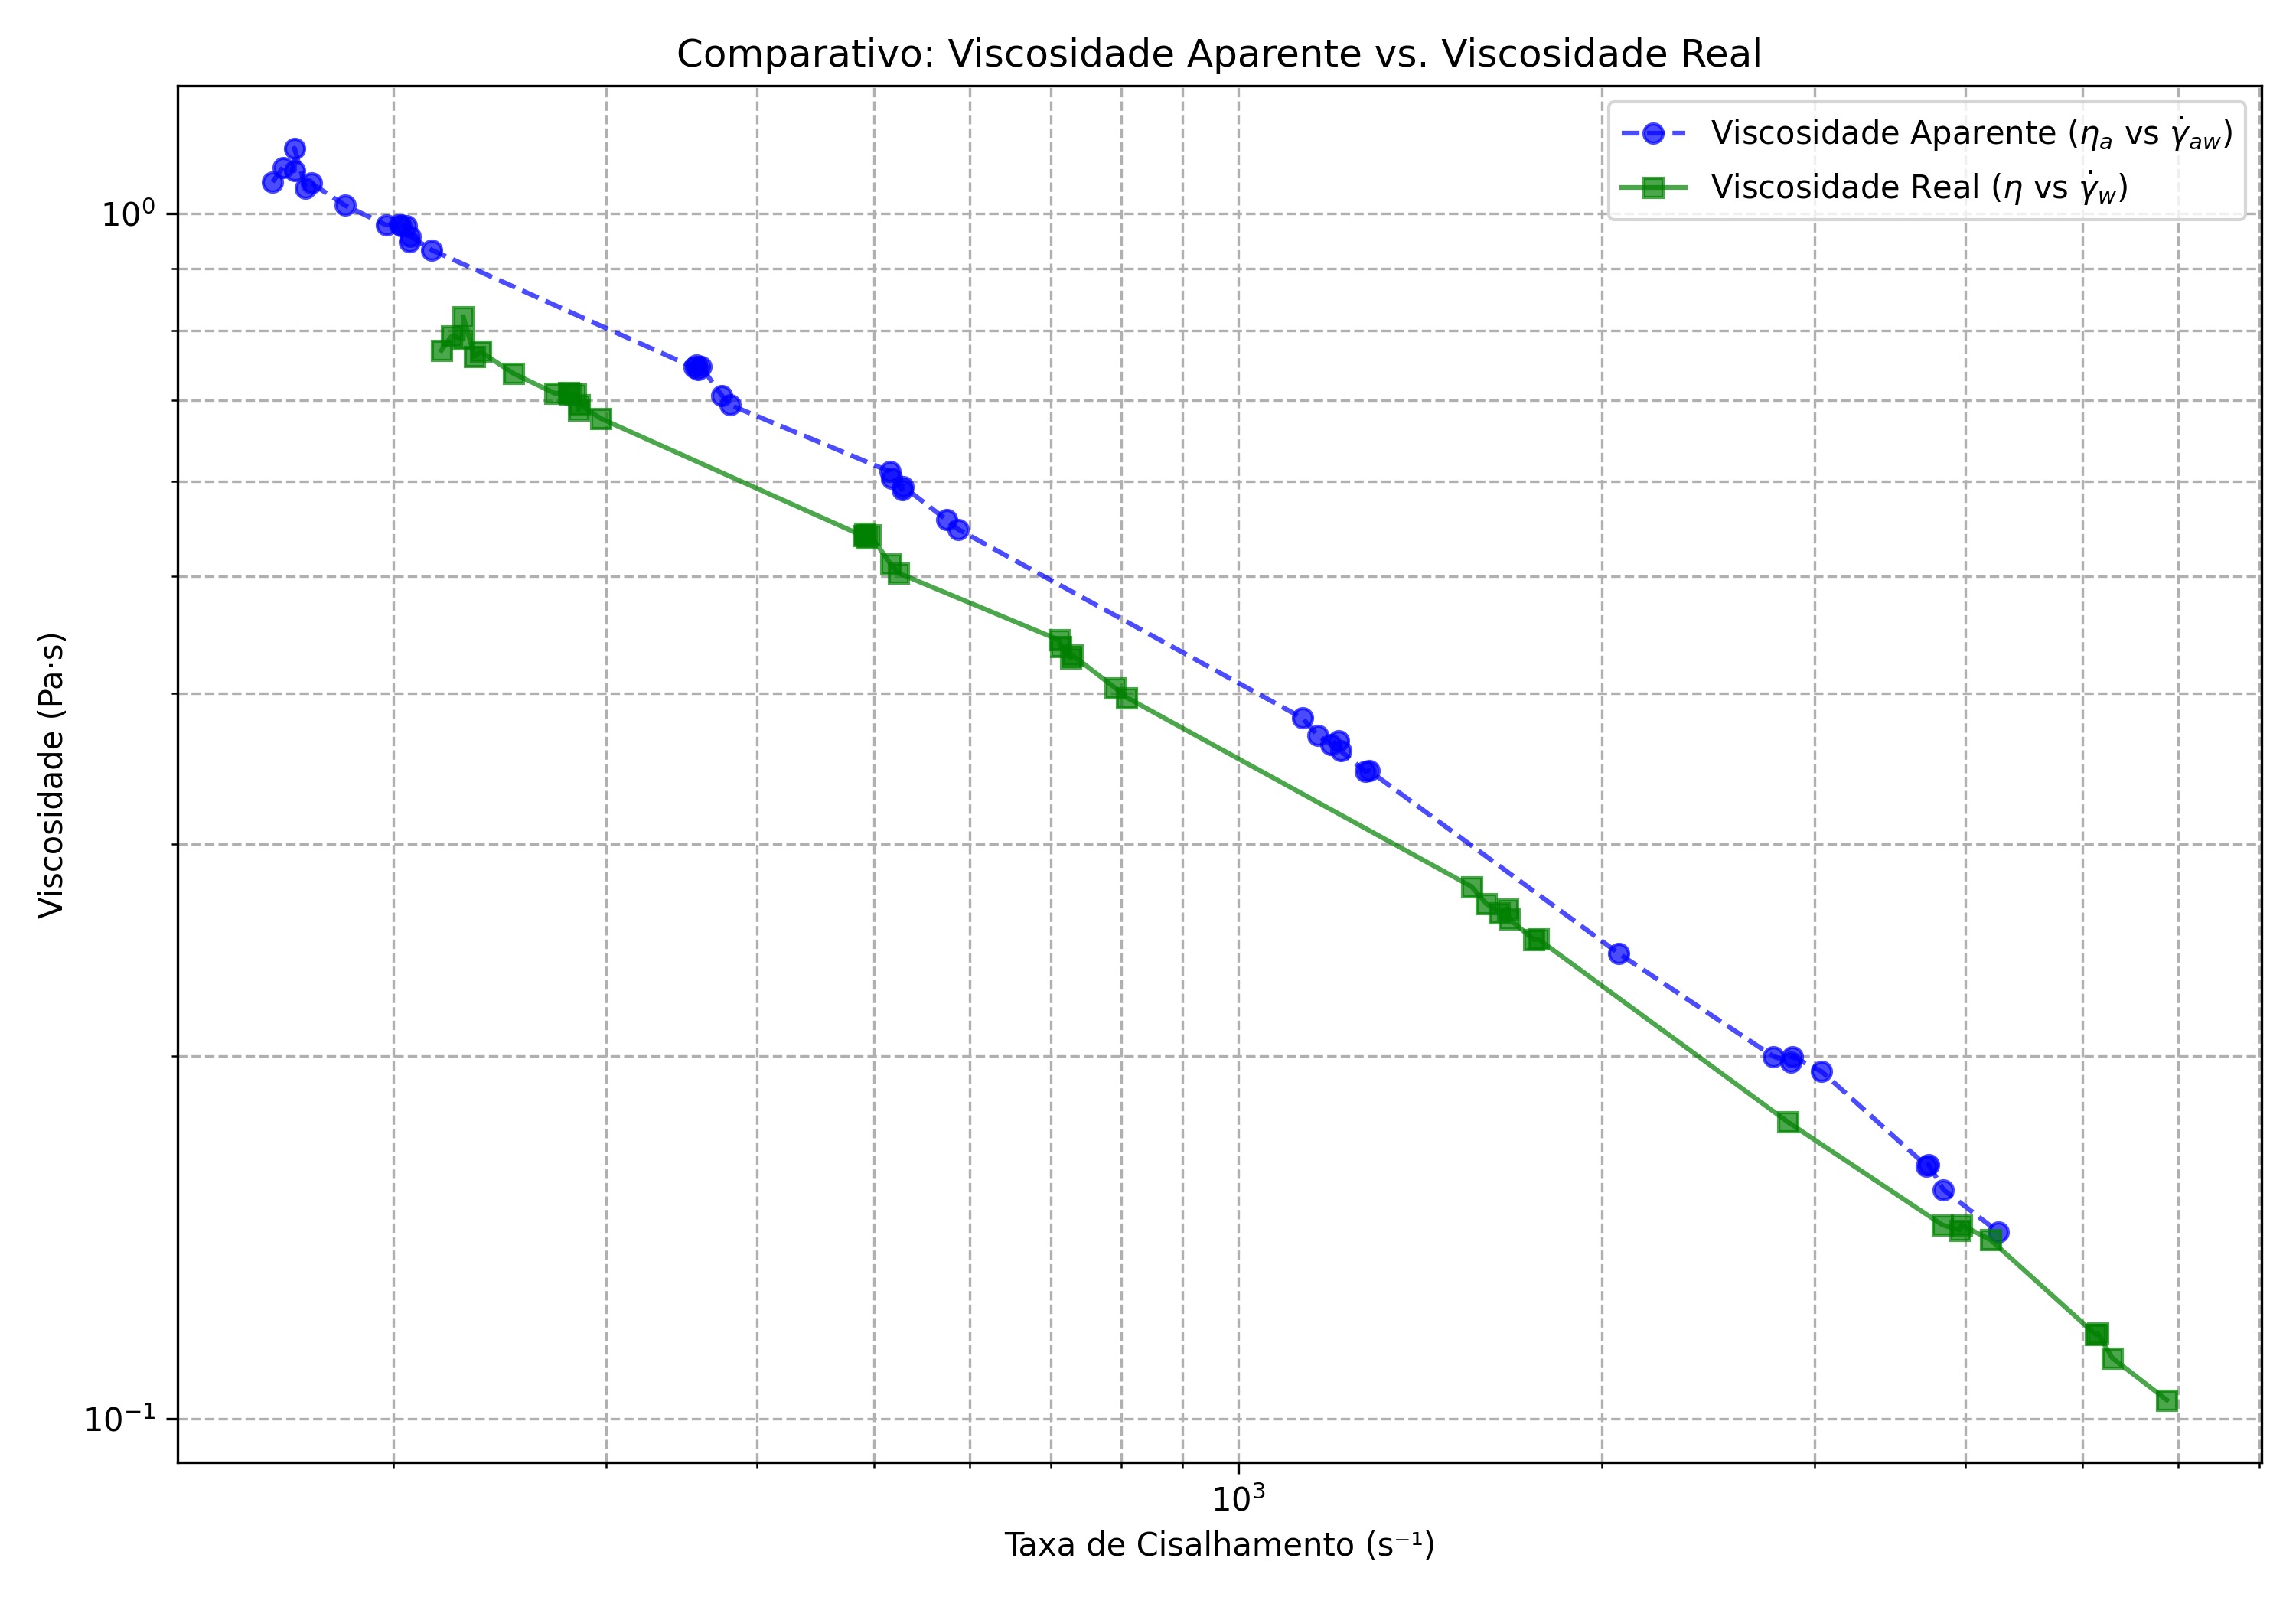 Comparativo: Viscosidade Aparente vs. Viscosidade Real
Viscosidade Aparente (ηₐ vs γ̇ₐw)
Viscosidade Real (η vs γ̇w)
10⁰
10⁻¹
Viscosidade (Pa·s)
10³
Taxa de Cisalhamento (s⁻¹)